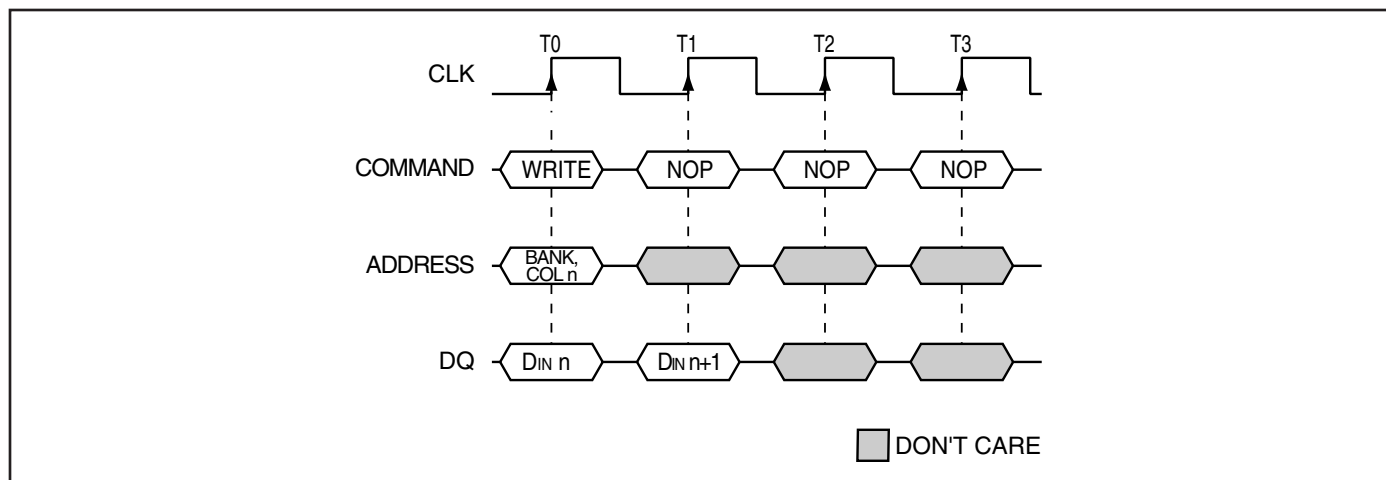 T0 T1 T2 T3
CLK
COMMAND WRITE NOP NOP NOP
ADDRESS BANK,
COL n
DQ DIN n DIN n+1
DON'T CARE